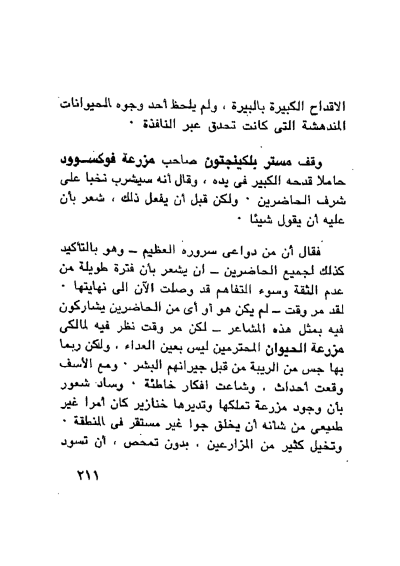 الاقداح الكبيرة بالبيرة ، ولم يلحظ أحد وجوه الحيوانات
المندهشة التى كانت تحدق عبر النافذة ٠
وقف مستر بلكينجتون صاحب مزرعة فوكســوود
حاملا قدحه الكبير فى يده ، وقال أنه سيشرب نخبا على
شرف الحاضرين ٠ ولكن قبل أن يفعل ذلك ، شعر بأن
عليه أن يقول شيئا ٠
فقال أن من دواعى سروره العظيم ــ وهو بالتأكيد
كذلك لجميع الحاضرين ــ ان يشعر بأن فترة طويلة من
عدم الثقة وسوء التفاهم قد وصلت الآن الى نهايتها ٠
لقد مر وقت ــ لم يكن هو أو أى من الحاضرين يشاركون
فيه بمثل هذه المشاعر ــ لكن مر وقت نظر فيه لمالكى
مزرعة الحيوان المحترمين ليس بعين العداء ، ولكن ربما
بها حس من الريبة من قبل جيرانهم البشر ٠ ومع الأسف
وقعت أحداث ، وشاعت افكار خاطئة ٠ وساد شعور
بأن وجود مزرعة تملكها وتديرها خنازير كان أمرا غير
طبيعى من شانه أن يخلق جوا غير مستقر فى المنطقة ٠
وتخيل كثير من المزارعين ، بدون تمحص ، أن تسود
٢١١